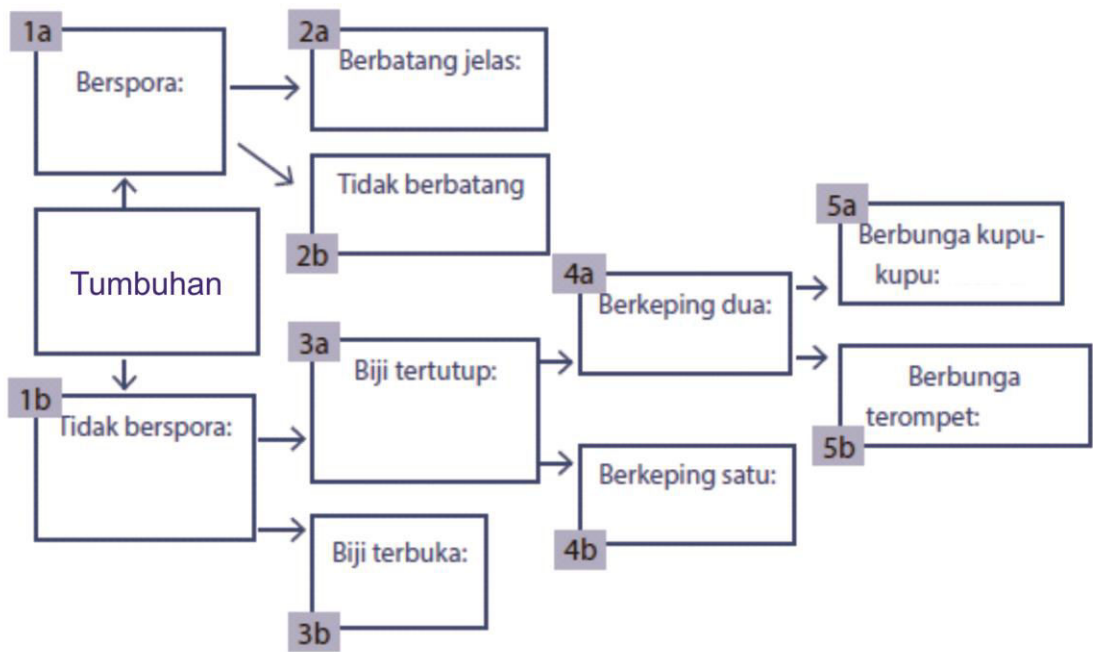 1a
Berspora:
2a
Berbatang jelas:
Tidak berbatang
2b
Tumbuhan
1b
Tidak berspora:
3a
Biji tertutup:
Biji terbuka:
3b
4a
Berkeping dua:
Berkeping satu:
4b
5a
Berbunga kupu-
kupu:
Berbunga
terompet:
5b